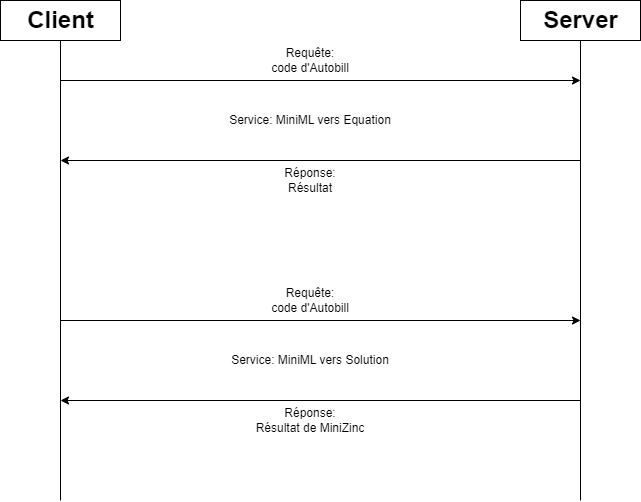 Client
Server
Requête:
code d'Autobill
Service: MiniML vers Equation
Réponse:
Résultat
Requête:
code d'Autobill
Service: MiniML vers Solution
Réponse:
Résultat de MiniZinc